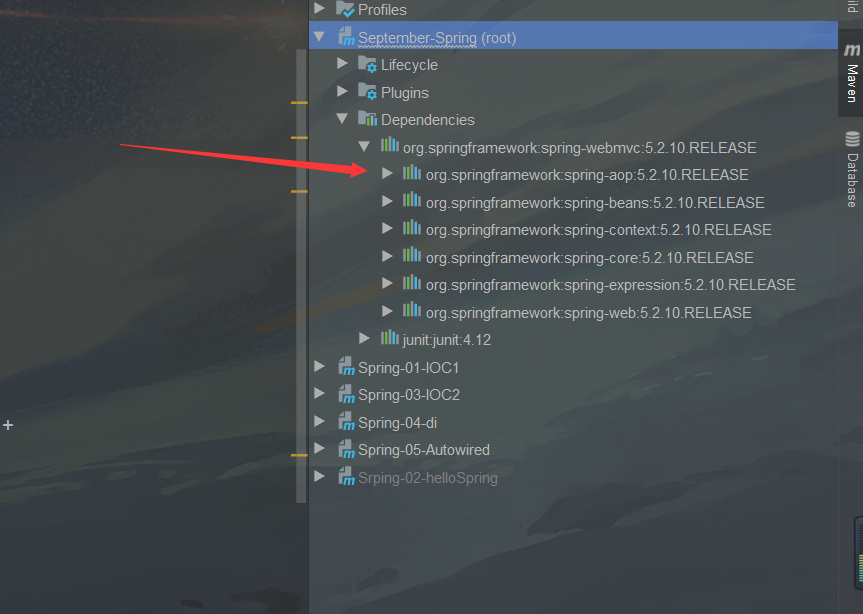 Profiles
September-Spring (root)
Lifecycle
Plugins
Dependencies
org.springframework:spring-webmvc:5.2.10.RELEASE
org.springframework:spring-aop:5.2.10.RELEASE
org.springframework:spring-beans:5.2.10.RELEASE
org.springframework:spring-context:5.2.10.RELEASE
org.springframework:spring-core:5.2.10.RELEASE
org.springframework:spring-expression:5.2.10.RELEASE
org.springframework:spring-web:5.2.10.RELEASE
junit:junit:4.12
Spring-01-IOC1
Spring-03-IOC2
Spring-04-di
Spring-05-Autowired
Srping-02-helloSpring
m Maven
Database